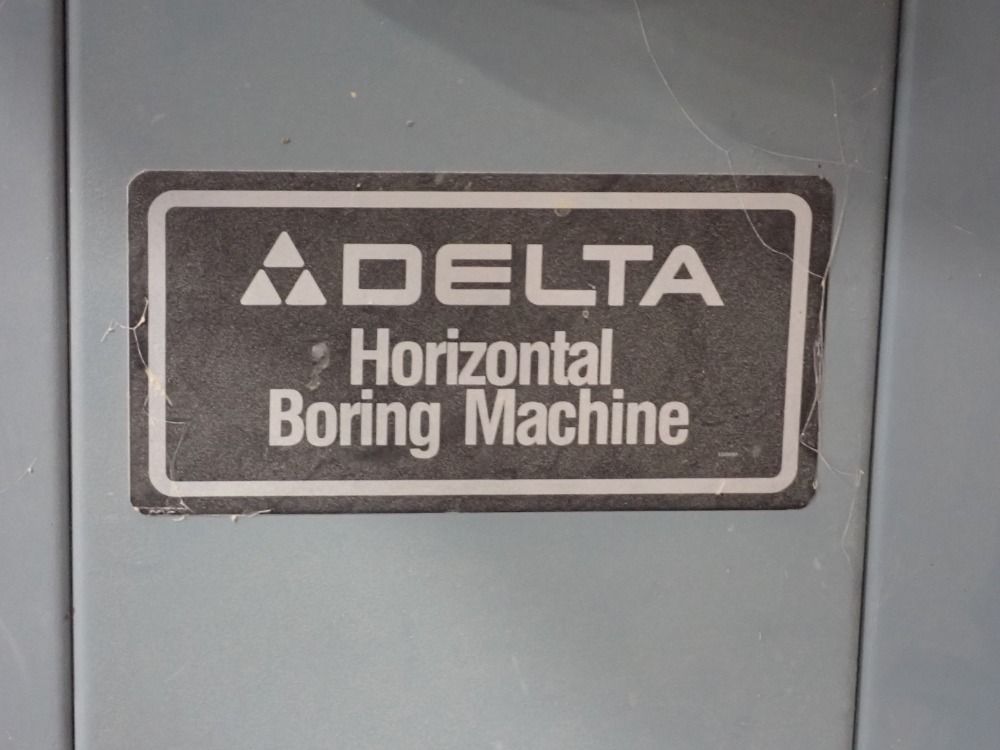 DELTA
Horizontal
Boring Machine